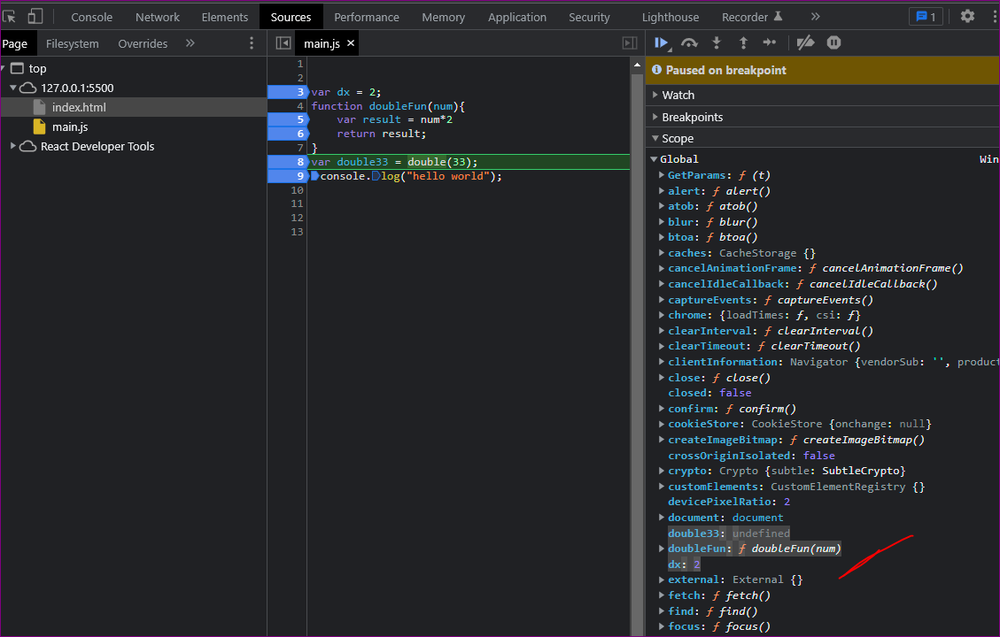 Console Network Elements Sources Performance Memory Application Security Lighthouse Recorder » 1
Page Filesystem Overrides » main.js ×
top
127.0.0.1:5500
index.html
main.js
React Developer Tools
1
2
3 var dx = 2;
4 function doubleFun(num){
5 var result = num*2
6 return result;
7 }
8 var double33 = double(33);
9 console.log("hello world");
10
11
12
13
Paused on breakpoint
Watch
Breakpoints
Scope
Global Win
GetParams: ƒ (t)
alert: ƒ alert()
atob: ƒ atob()
blur: ƒ blur()
btoa: ƒ btoa()
caches: CacheStorage {}
cancelAnimationFrame: ƒ cancelAnimationFrame()
cancelIdleCallback: ƒ cancelIdleCallback()
captureEvents: ƒ captureEvents()
chrome: {loadTimes: ƒ, csi: ƒ}
clearInterval: ƒ clearInterval()
clearTimeout: ƒ clearTimeout()
clientInformation: Navigator {vendorSub: '', product
close: ƒ close()
closed: false
confirm: ƒ confirm()
cookieStore: CookieStore {onchange: null}
createImageBitmap: ƒ createImageBitmap()
crossOriginIsolated: false
crypto: Crypto {subtle: SubtleCrypto}
customElements: CustomElementRegistry {}
devicePixelRatio: 2
document: document
double33: undefined
doubleFun: ƒ doubleFun(num)
dx: 2
external: External {}
fetch: ƒ fetch()
find: ƒ find()
focus: ƒ focus()